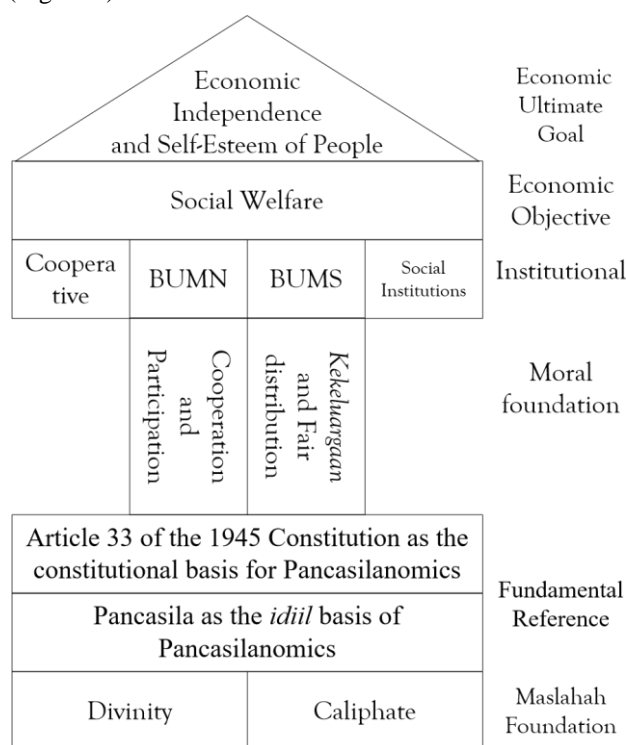 Economic
Independence
and Self-Esteem of People
Economic
Ultimate
Goal
Social Welfare
Economic
Objective
Coopera
tive
BUMN
BUMS
Social
Institutions
Institutional
Cooperation
and
Participation
Kekeluargaan
and Fair
distribution
Moral
foundation
Article 33 of the 1945 Constitution as the
constitutional basis for Pancasilanomics
Pancasila as the idiil basis of
Pancasilanomics
Fundamental
Reference
Divinity
Caliphate
Maslahah
Foundation